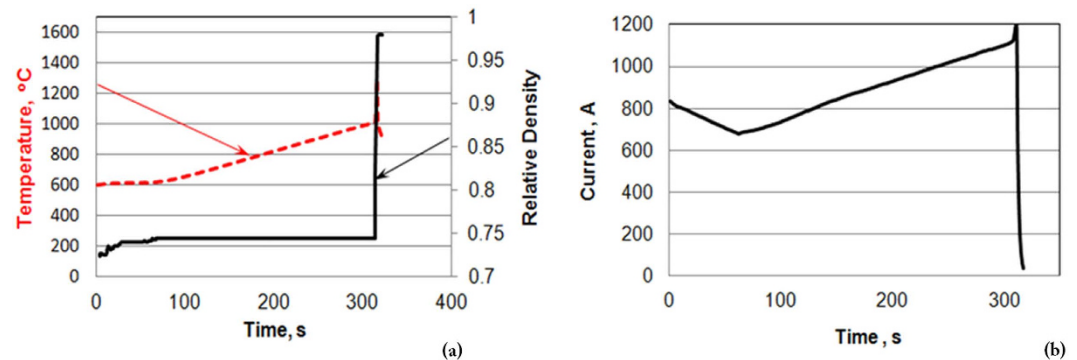 1600
1400
1200
1000
800
600
400
200
0
Temperature, ºC
1
0.95
0.9
0.85
0.8
0.75
0.7
Relative Density
0 100 200 300 400
Time, s
(a)
1200
1000
800
600
400
200
0
Current, A
0 100 200 300
Time, s
(b)